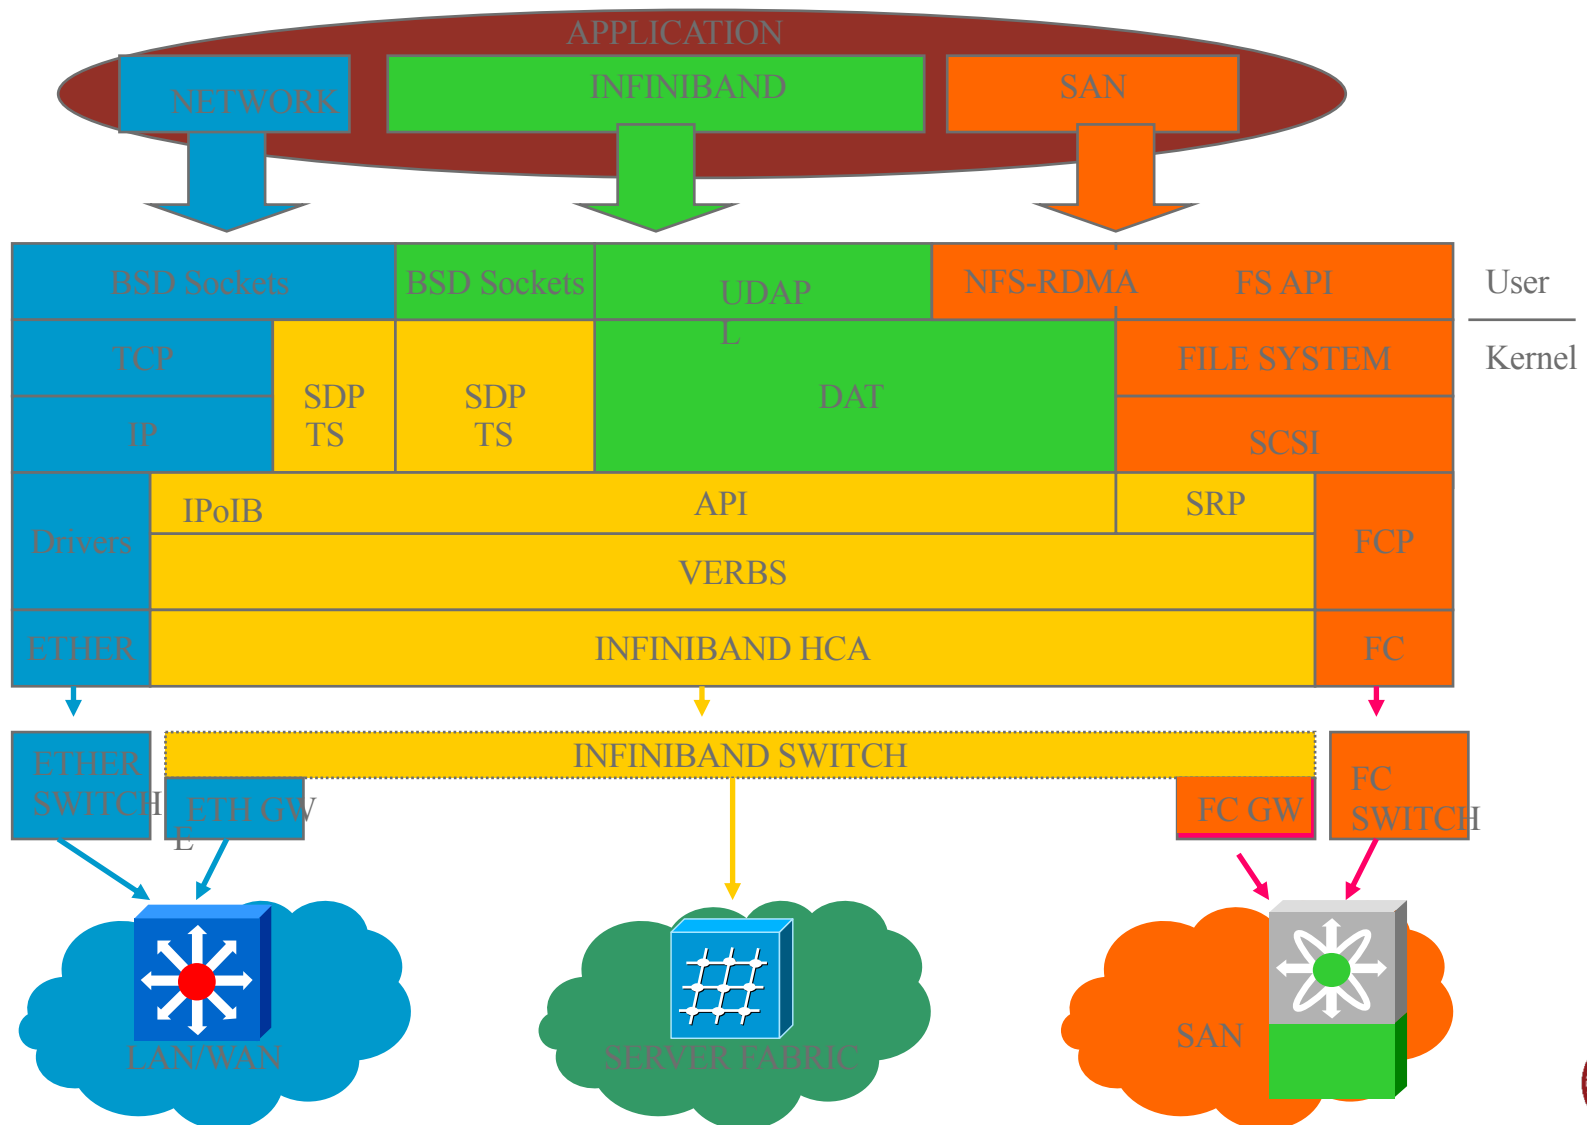 APPLICATION
NETWORK
INFINIBAND
SAN
BSD Sockets
BSD Sockets
UDAP
L
NFS-RDMA
FS API
User
Kernel
TCP
IP
SDP
TS
SDP
TS
DAT
FILE SYSTEM
SCSI
Drivers
IPoIB
API
SRP
FCP
VERBS
ETHER
INFINIBAND HCA
FC
ETHER
SWITCH
INFINIBAND SWITCH
ETH GW
E
FC GW
FC
SWITCH
LAN/WAN
SERVER FABRIC
SAN